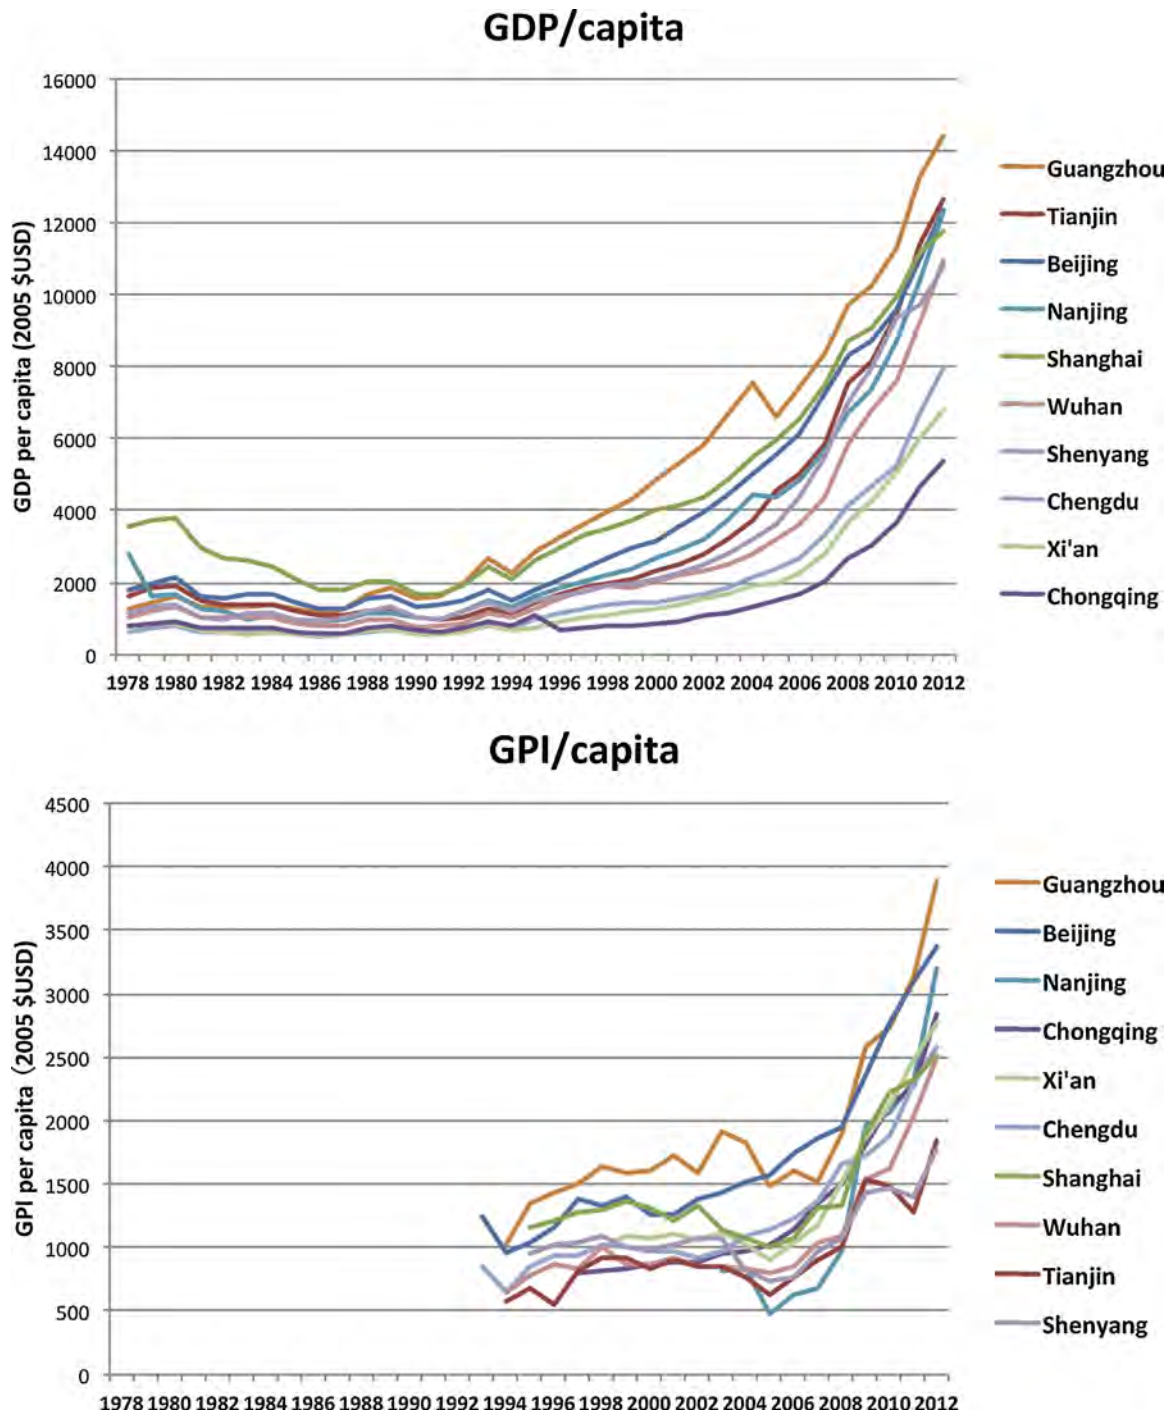 GDP/capita
16000
14000
12000
10000
8000
6000
4000
2000
0
GDP per capita (2005 $USD)
1978 1980 1982 1984 1986 1988 1990 1992 1994 1996 1998 2000 2002 2004 2006 2008 2010 2012
Guangzhou
Tianjin
Beijing
Nanjing
Shanghai
Wuhan
Shenyang
Chengdu
Xi'an
Chongqing
GPI/capita
4500
4000
3500
3000
2500
2000
1500
1000
500
0
GPI per capita (2005 $USD)
1978 1980 1982 1984 1986 1988 1990 1992 1994 1996 1998 2000 2002 2004 2006 2008 2010 2012
Guangzhou
Beijing
Nanjing
Chongqing
Xi'an
Chengdu
Shanghai
Wuhan
Tianjin
Shenyang